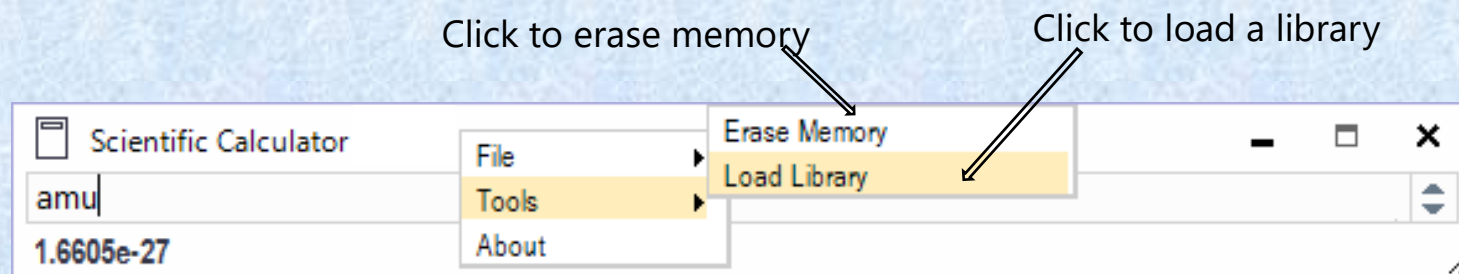 Click to erase memory
Click to load a library
Scientific Calculator
File
Erase Memory
Load Library
amu
Tools
1.6605e-27
About